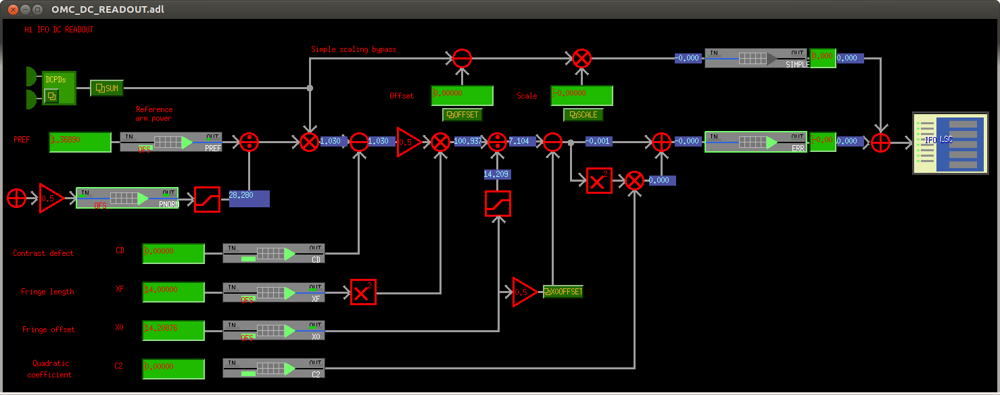 OMC_DC_READOUT.adl
H1 IFO DC READOUT
Simple scaling bypass
IN OUT
-0.000 0.000 0.000
SIMPLE
DCPDs
SUM
Offset 0.00000 Scale -0.00000
OFFSET SCALE
Reference
arm power
PREF 1.36890 IN OUT
OFS PREF
1.030 1.030 0.5 100.937 7.104 -0.001 -0.000
IN OUT
ERR
-0.00 0.000
IFO LSC
2
0.000
14.209
0.5 IN OUT
OFS PNORM
28.280
Contrast defect CD 0.00000 IN OUT
CD
Fringe length XF 14.00000 IN OUT
OFS XF
2
0.5 X0OFFSET
Fringe offset X0 14.20876 IN OUT
OFS X0
Quadratic
coefficient C2 0.00000 IN OUT
C2